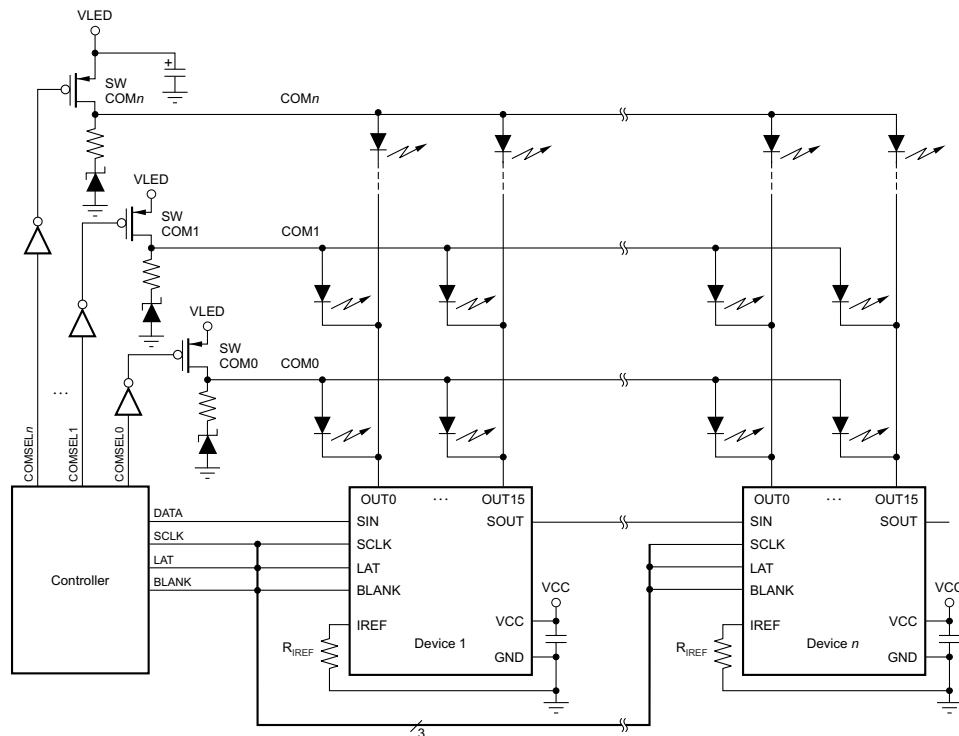 VLED
+
SW
COMn
COMn
VLED
SW
COM1
COM1
VLED
SW
COM0
COM0
...
COMSELn
COMSEL1
COMSEL0
OUT0 ... OUT15
OUT0 ... OUT15
DATA
SIN
SOUT
SIN
SOUT
SCLK
SCLK
SCLK
LAT
LAT
LAT
Controller
BLANK
BLANK
BLANK
VCC
VCC
IREF
VCC
IREF
VCC
RIREF
Device 1
RIREF
Device n
GND
GND
3